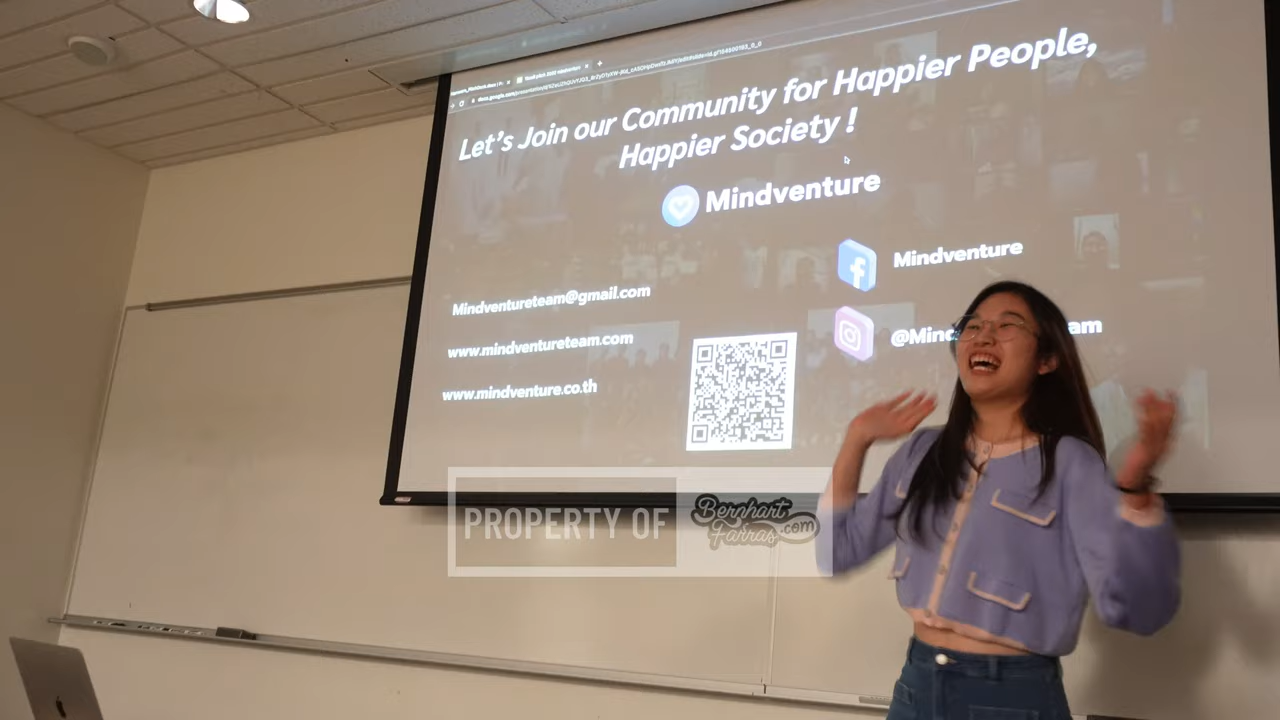 Let's Join our Community for Happier People,
Happier Society !
Mindventure
Mindventureteam@gmail.com
www.mindventureteam.com
www.mindventure.co.th
Mindventure
PROPERTY OF
Bernhart
Farras
.com